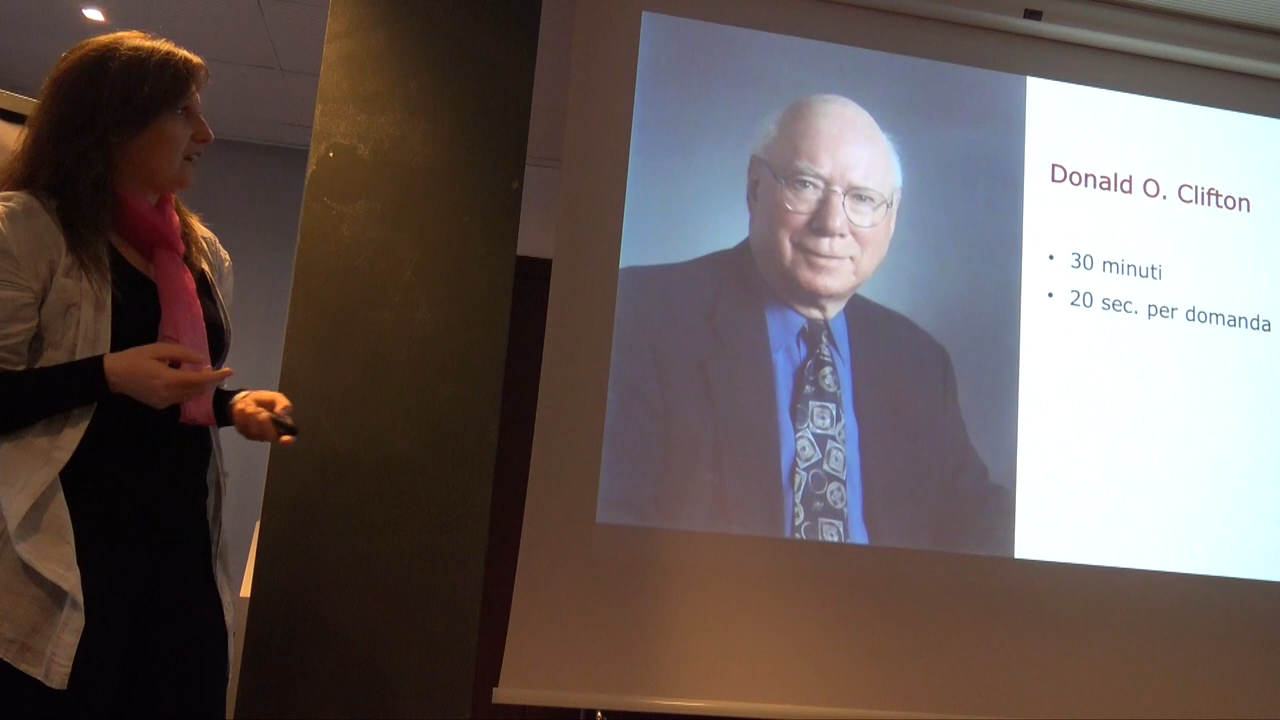 Donald O. Clifton
• 30 minuti
• 20 sec. per domanda